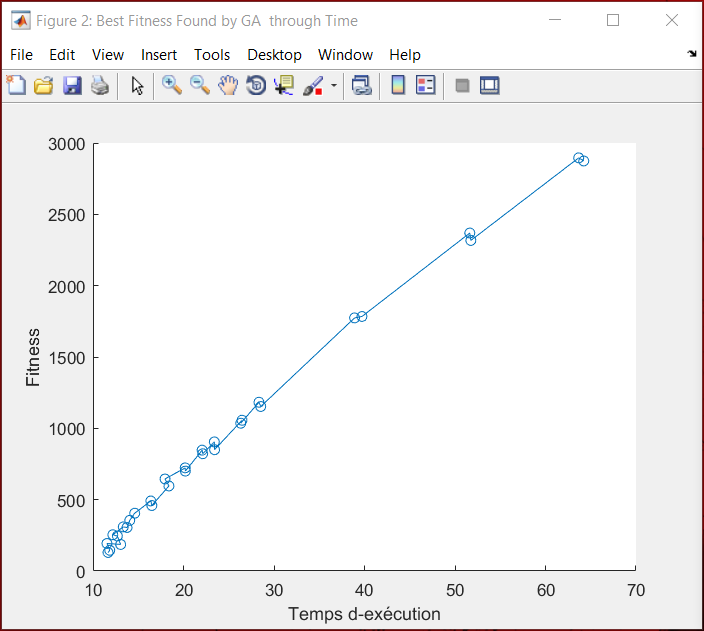 Figure 2: Best Fitness Found by GA  through Time
File Edit View Insert Tools Desktop Window Help
3000
2500
2000
1500
1000
500
0
Fitness
10 20 30 40 50 60 70
Temps d-exécution